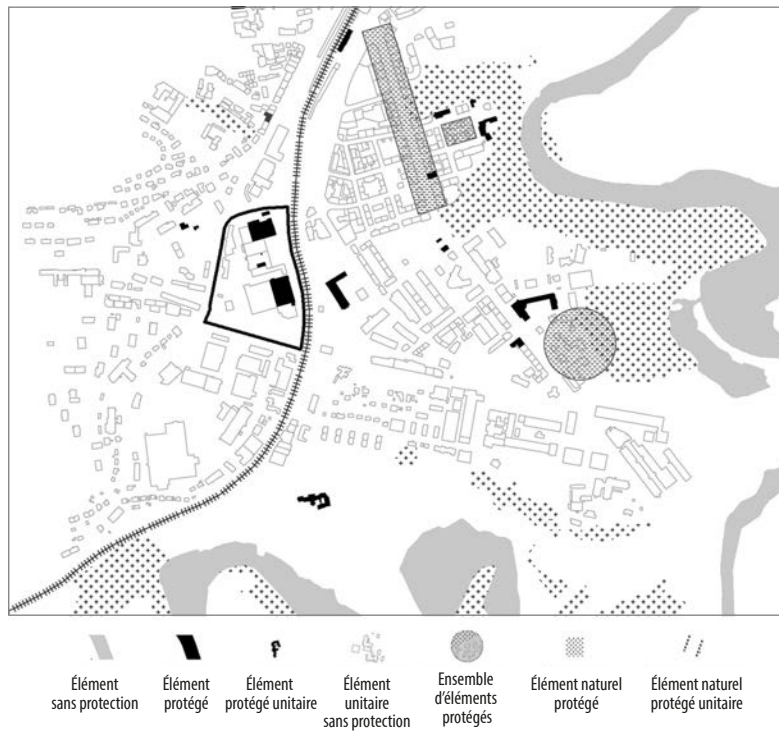 Élément
sans protection
Élément
protégé
Élément
protégé unitaire
Élément
unitaire
sans protection
Ensemble
d'éléments
protégés
Élément naturel
protégé
Élément naturel
protégé unitaire